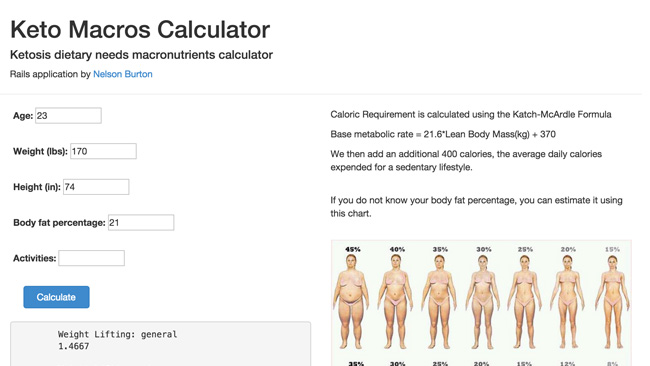 Keto Macros Calculator
Ketosis dietary needs macronutrients calculator
Rails application by Nelson Burton
Age: 23
Weight (lbs): 170
Height (in): 74
Body fat percentage: 21
Activities:
Calculate
Weight Lifting: general
1.4667
Caloric Requirement is calculated using the Katch-McArdle Formula
Base metabolic rate = 21.6*Lean Body Mass(kg) + 370
We then add an additional 400 calories, the average daily calories
expended for a sedentary lifestyle.
If you do not know your body fat percentage, you can estimate it using
this chart.
45% 40% 35% 30% 25% 20% 15%
35% 30% 25% 20% 15% 12% 8%